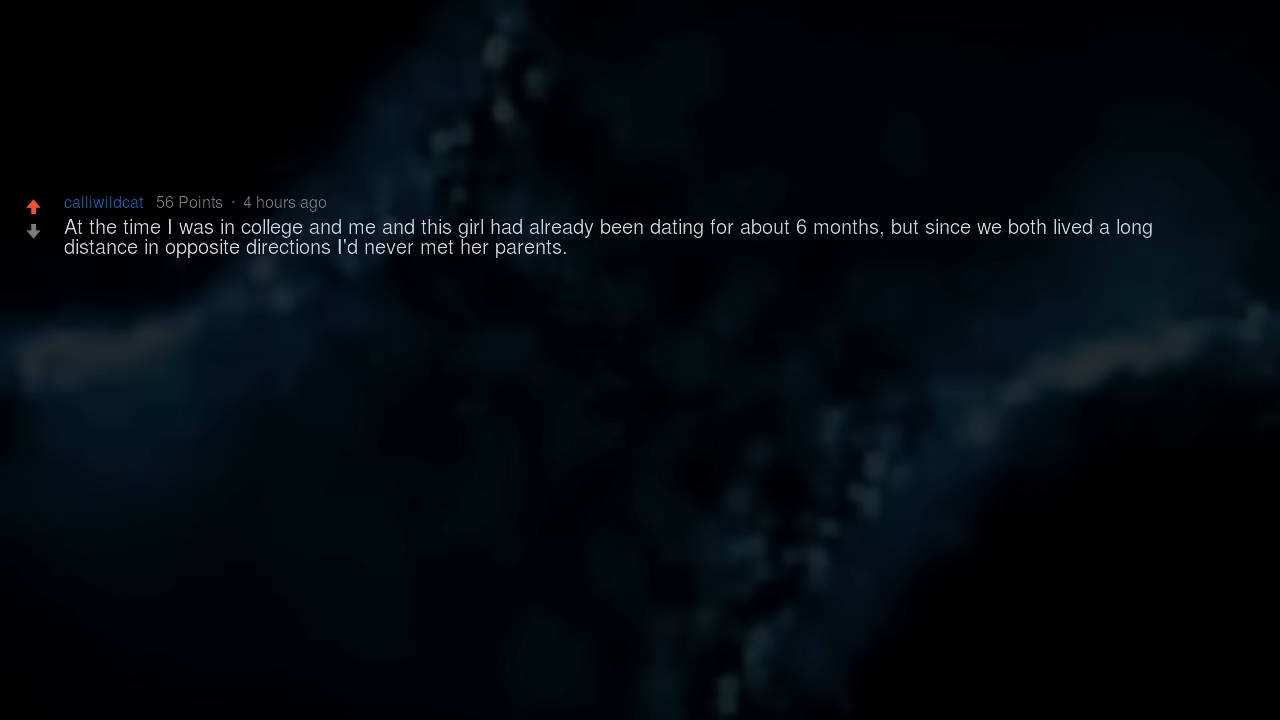 calliwildcat 56 Points · 4 hours ago
At the time I was in college and me and this girl had already been dating for about 6 months, but since we both lived a long
distance in opposite directions I'd never met her parents.